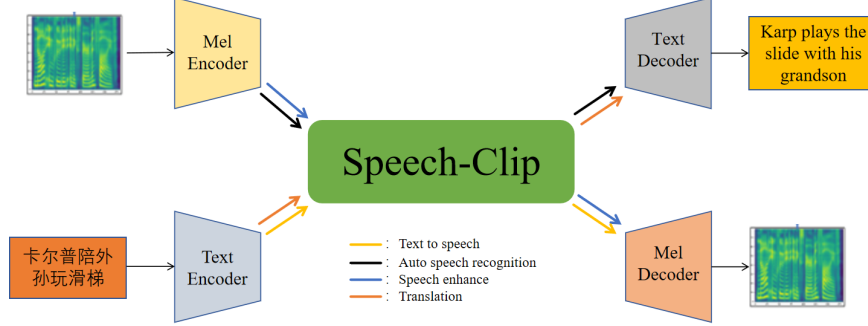 Mel
Encoder
Text
Decoder
Karp plays the
slide with his
grandson
Speech-Clip
卡尔普陪外
孙玩滑梯
Text
Encoder
: Text to speech
: Auto speech recognition
: Speech enhance
: Translation
Mel
Decoder